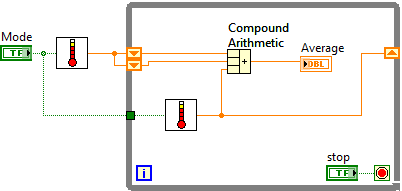 Mode
TF
Compound
Arithmetic
+
Average
DBL
i
stop
TF